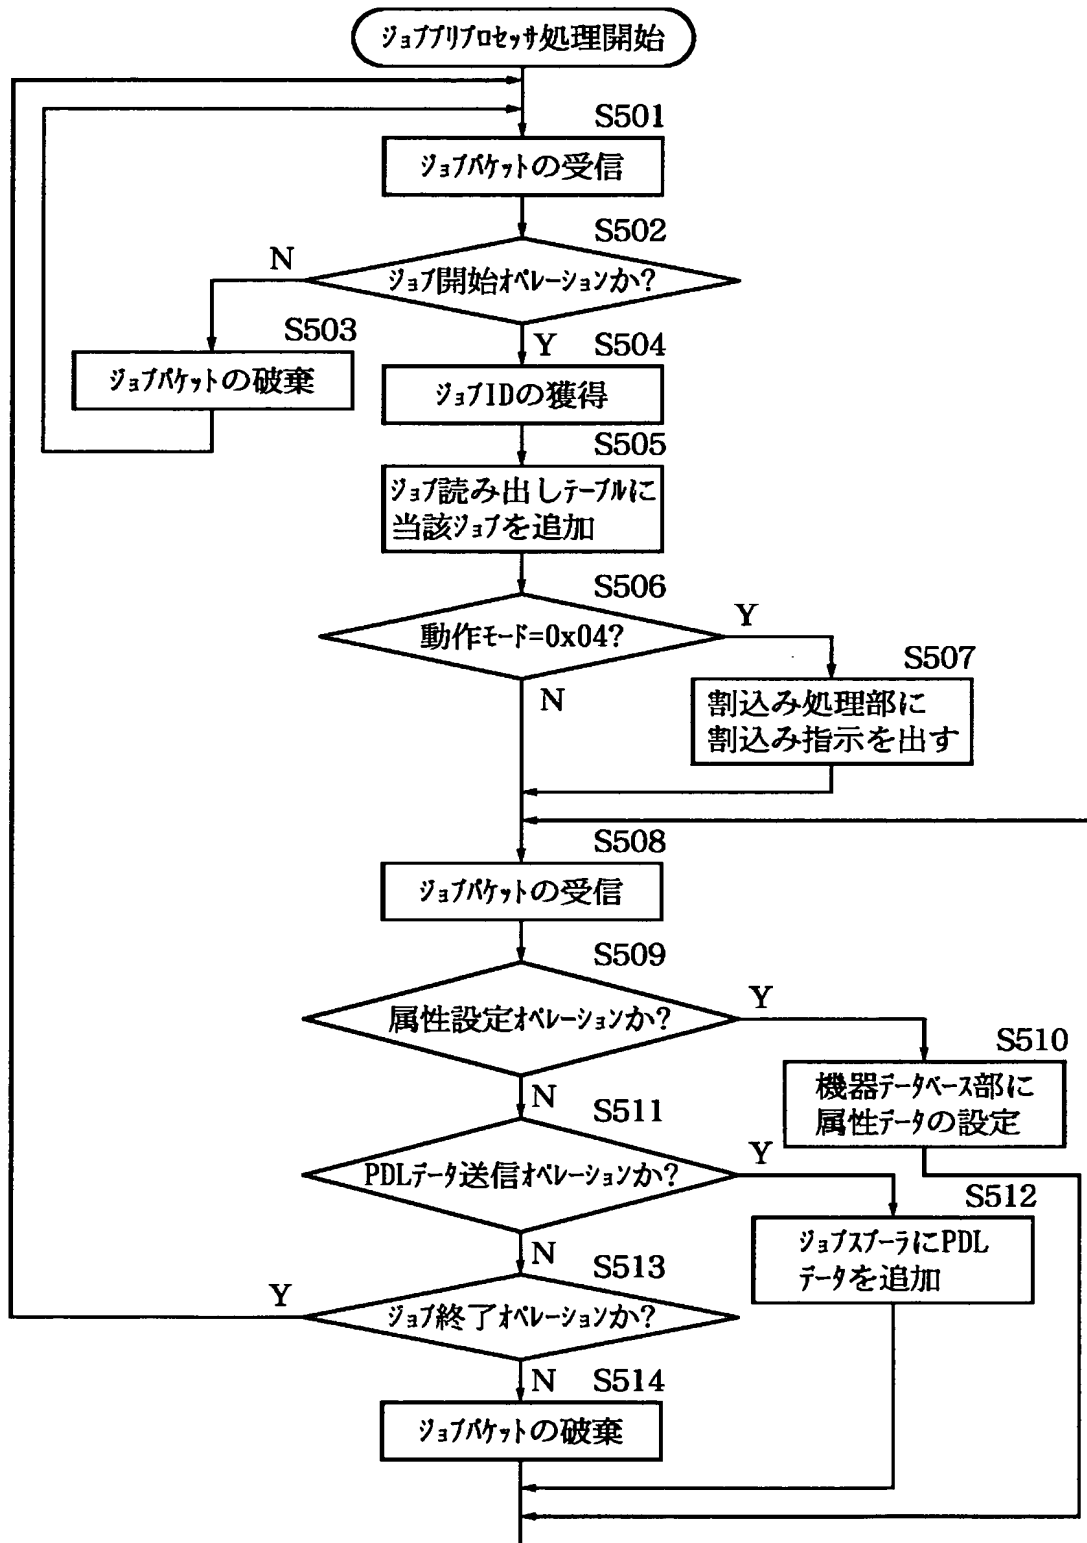 ジョブプリプロセッサ処理開始
S501
ジョブパケットの受信
S502
N
ジョブ開始オペレーションか?
S503
Y
S504
ジョブパケットの破棄
ジョブIDの獲得
S505
ジョブ読み出しテーブルに
当該ジョブを追加
S506
Y
動作モード=0x04?
S507
N
割込み処理部に
割込み指示を出す
S508
ジョブパケットの受信
S509
Y
属性設定オペレーションか?
S510
N
機器データベース部に
属性データの設定
S511
Y
PDLデータ送信オペレーションか?
S512
N
ジョブスプーラにPDL
データを追加
S513
Y
ジョブ終了オペレーションか?
N
S514
ジョブパケットの破棄